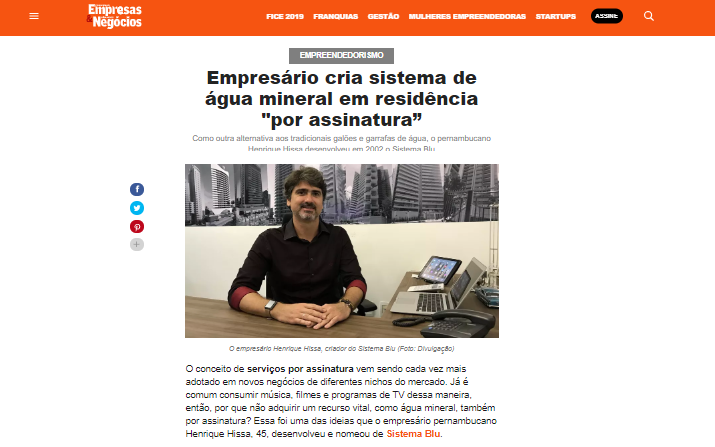 Empresas
& Negócios
FICE 2019 FRANQUIAS GESTÃO MULHERES EMPREENDEDORAS STARTUPS ASSINE
EMPREENDEDORISMO
Empresário cria sistema de
água mineral em residência
"por assinatura”
Como outra alternativa aos tradicionais galões e garrafas de água, o pernambucano
Henrique Hissa desenvolveu em 2002 o Sistema Blu
O empresário Henrique Hissa, criador do Sistema Blu (Foto: Divulgação)
O conceito de serviços por assinatura vem sendo cada vez mais
adotado em novos negócios de diferentes nichos do mercado. Já é
comum consumir música, filmes e programas de TV dessa maneira,
então, por que não adquirir um recurso vital, como água mineral, também
por assinatura? Essa foi uma das ideias que o empresário pernambucano
Henrique Hissa, 45, desenvolveu e nomeou de Sistema Blu.